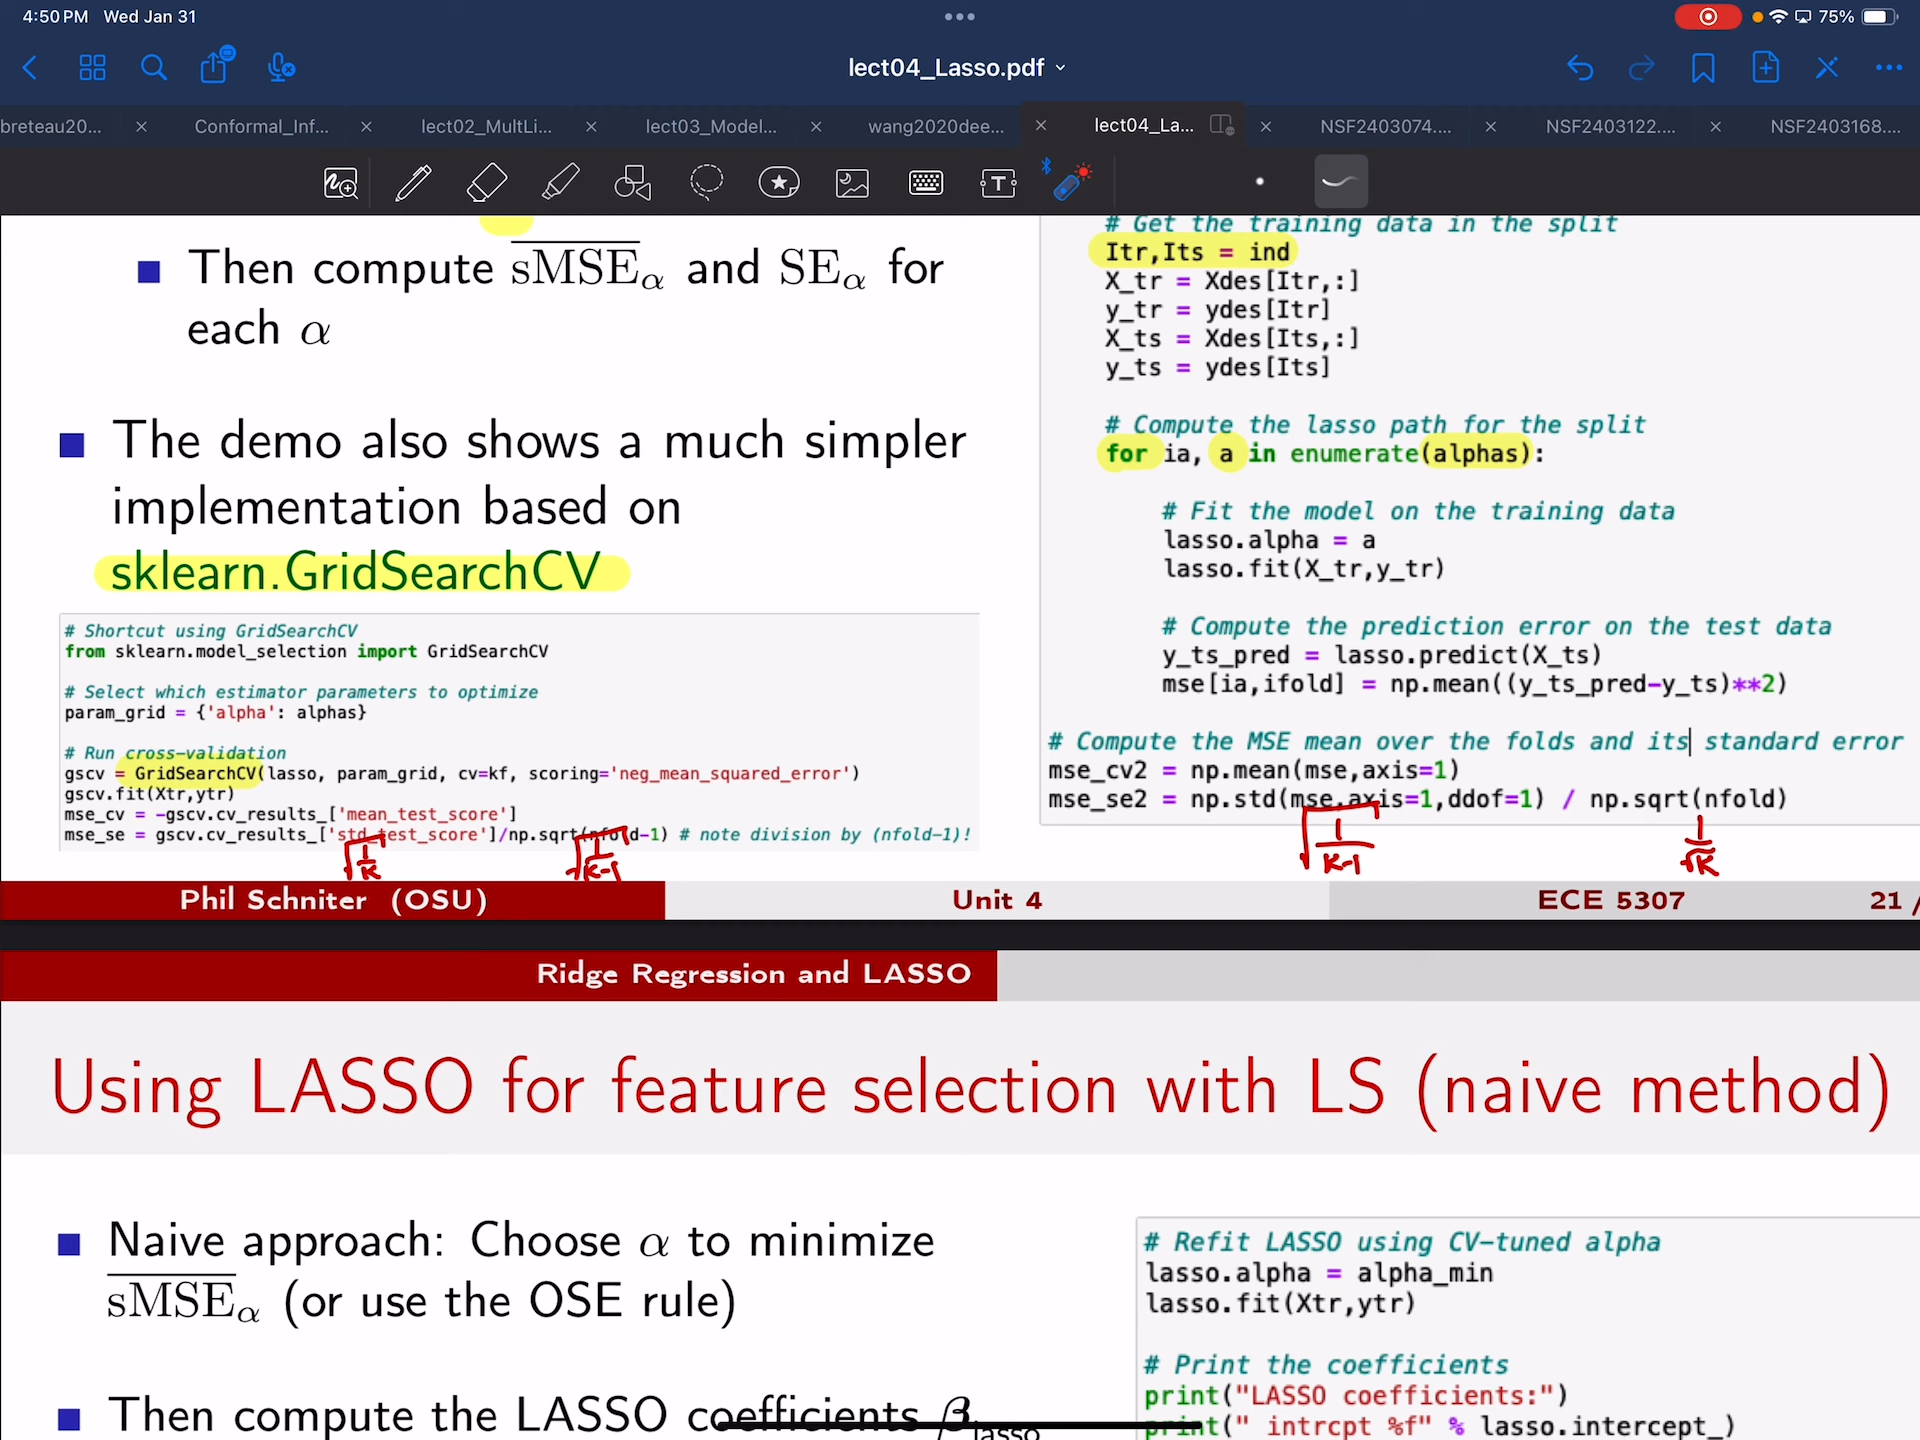 4:50 PM Wed Jan 31
75%
lect04_Lasso.pdf
breteau20...
Conformal_Inf...
lect02_MultLi...
lect03_Model...
wang2020dee...
lect04_La...
NSF2403074....
NSF2403122....
NSF2403168....
Then compute sMSEα and SEα for
each α
The demo also shows a much simpler
implementation based on
sklearn.GridSearchCV
# Shortcut using GridSearchCV
from sklearn.model_selection import GridSearchCV
# Select which estimator parameters to optimize
param_grid = {'alpha': alphas}
# Run cross-validation
gscv = GridSearchCV(lasso, param_grid, cv=kf, scoring='neg_mean_squared_error')
gscv.fit(Xtr,ytr)
mse_cv = -gscv.cv_results_['mean_test_score']
mse_se = gscv.cv_results_['std_test_score']/np.sqrt(nfold-1) # note division by (nfold-1)!
√1/K
√1/K-1
# Get the training data in the split
Itr,Its = ind
X_tr = Xdes[Itr,:]
y_tr = ydes[Itr]
X_ts = Xdes[Its,:]
y_ts = ydes[Its]
# Compute the lasso path for the split
for ia, a in enumerate(alphas):
# Fit the model on the training data
lasso.alpha = a
lasso.fit(X_tr,y_tr)
# Compute the prediction error on the test data
y_ts_pred = lasso.predict(X_ts)
mse[ia,ifold] = np.mean((y_ts_pred-y_ts)**2)
# Compute the MSE mean over the folds and its standard error
mse_cv2 = np.mean(mse,axis=1)
mse_se2 = np.std(mse,axis=1,ddof=1) / np.sqrt(nfold)
√1/K-1
1/√K
Phil Schniter (OSU)
Unit 4
ECE 5307
21 /
Ridge Regression and LASSO
Using LASSO for feature selection with LS (naive method)
Naive approach: Choose α to minimize
sMSEα (or use the OSE rule)
Then compute the LASSO coefficients βlasso
# Refit LASSO using CV-tuned alpha
lasso.alpha = alpha_min
lasso.fit(Xtr,ytr)
# Print the coefficients
print("LASSO coefficients:")
print(" intrcpt %f" % lasso.intercept_)